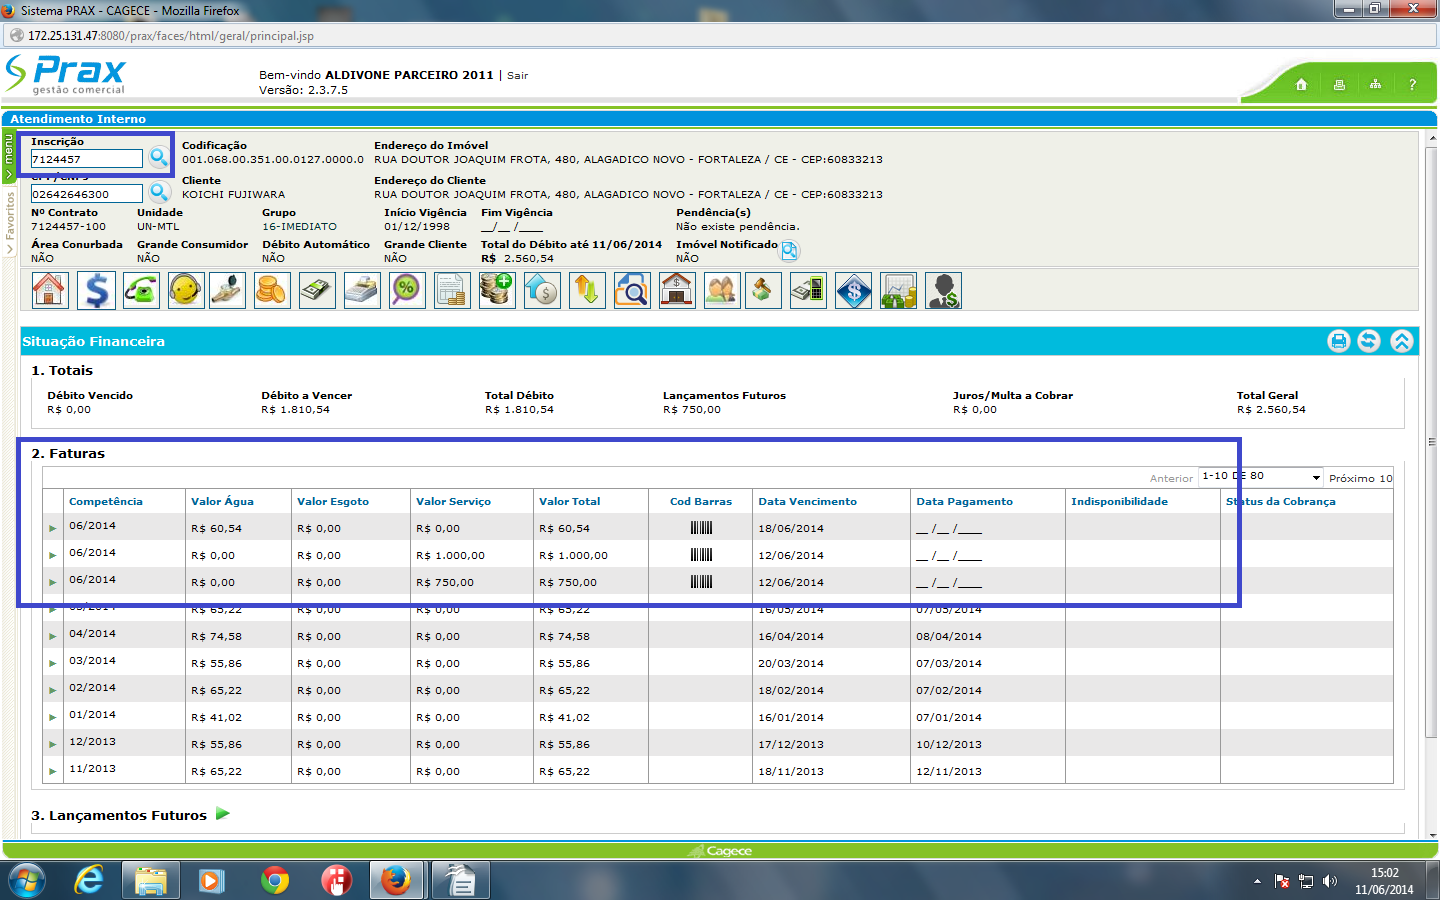 Sistema PRAX - CAGECE - Mozilla Firefox
172.25.131.47:8080/prax/faces/html/geral/principal.jsp
Prax
gestão comercial
Bem-vindo ALDIVONE PARCEIRO 2011 | Sair
Versão: 2.3.7.5
?
Atendimento Interno
menu
Favoritos
Inscrição
7124457
Codificação
001.068.00.351.00.0127.0000.0
Endereço do Imóvel
RUA DOUTOR JOAQUIM FROTA, 480, ALAGADICO NOVO - FORTALEZA / CE - CEP:60833213
02642646300
Cliente
KOICHI FUJIWARA
Endereço do Cliente
RUA DOUTOR JOAQUIM FROTA, 480, ALAGADICO NOVO - FORTALEZA / CE - CEP:60833213
Nº Contrato Unidade Grupo Início Vigência Fim Vigência Pendência(s)
7124457-100 UN-MTL 16-IMEDIATO 01/12/1998 __/__ /____ Não existe pendência.
Área Conurbada Grande Consumidor Débito Automático Grande Cliente Total do Débito até 11/06/2014 Imóvel Notificado
NÃO NÃO NÃO NÃO R$ 2.560,54 NÃO
Situação Financeira
1. Totais
Débito Vencido Débito a Vencer Total Débito Lançamentos Futuros Juros/Multa a Cobrar Total Geral
R$ 0,00 R$ 1.810,54 R$ 1.810,54 R$ 750,00 R$ 0,00 R$ 2.560,54
2. Faturas
Anterior 1-10 DE 80 Próximo 10
Competência Valor Água Valor Esgoto Valor Serviço Valor Total Cod Barras Data Vencimento Data Pagamento Indisponibilidade Status da Cobrança
06/2014 R$ 60,54 R$ 0,00 R$ 0,00 R$ 60,54 18/06/2014 __ /__ /____
06/2014 R$ 0,00 R$ 0,00 R$ 1.000,00 R$ 1.000,00 12/06/2014 __ /__ /____
06/2014 R$ 0,00 R$ 0,00 R$ 750,00 R$ 750,00 12/06/2014 __ /__ /____
05/2014 R$ 65,22 R$ 0,00 R$ 0,00 R$ 65,22 16/05/2014 07/05/2014
04/2014 R$ 74,58 R$ 0,00 R$ 0,00 R$ 74,58 16/04/2014 08/04/2014
03/2014 R$ 55,86 R$ 0,00 R$ 0,00 R$ 55,86 20/03/2014 07/03/2014
02/2014 R$ 65,22 R$ 0,00 R$ 0,00 R$ 65,22 18/02/2014 07/02/2014
01/2014 R$ 41,02 R$ 0,00 R$ 0,00 R$ 41,02 16/01/2014 07/01/2014
12/2013 R$ 55,86 R$ 0,00 R$ 0,00 R$ 55,86 17/12/2013 10/12/2013
11/2013 R$ 65,22 R$ 0,00 R$ 0,00 R$ 65,22 18/11/2013 12/11/2013
3. Lançamentos Futuros
Cagece
15:02
11/06/2014